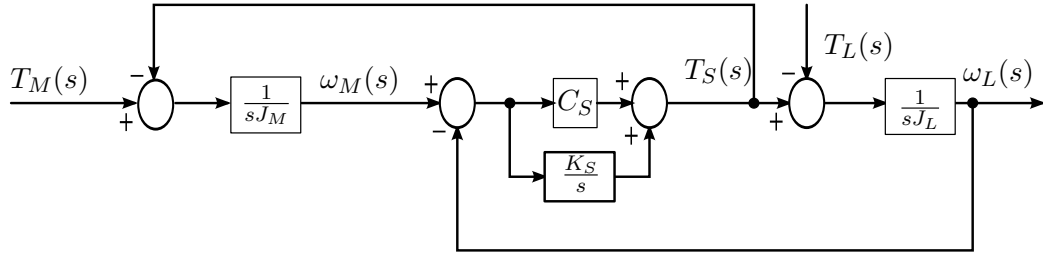 T_M(s)
−
+
1
sJ_M
ω_M(s)
+
−
C_S
K_S
s
+
+
T_S(s)
T_L(s)
−
+
1
sJ_L
ω_L(s)